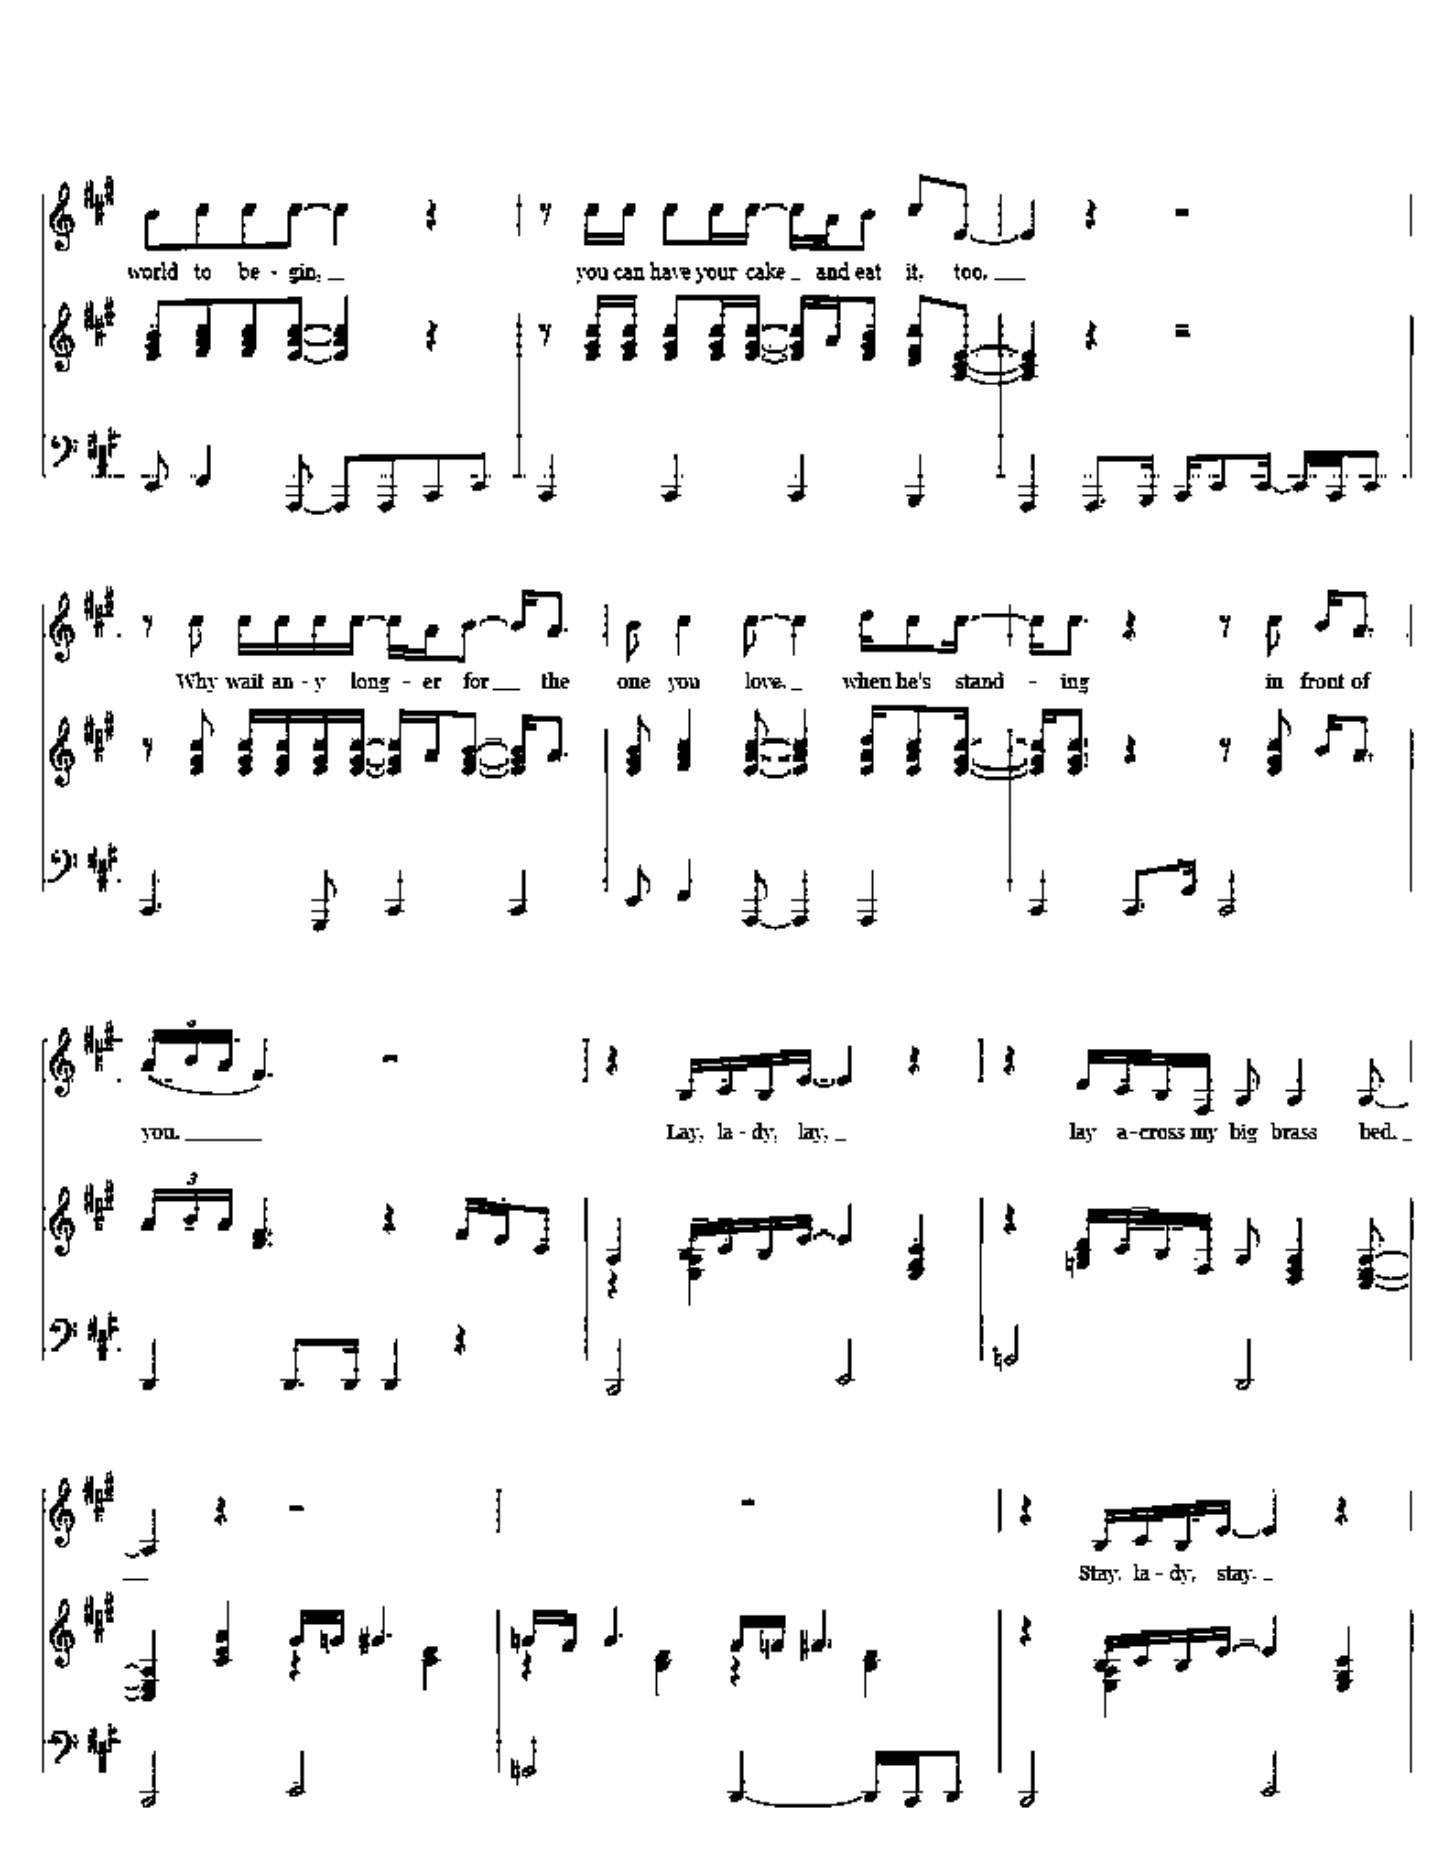 world to be - gin, __ you can have your cake _ and eat it, too. ___
Why wait an - y long - er for ___ the one you love. _ when he's stand - ing in front of
3
you. _______ Lay, la - dy, lay, _ lay a - cross my big brass bed. _
3
Stay, la - dy, stay. _